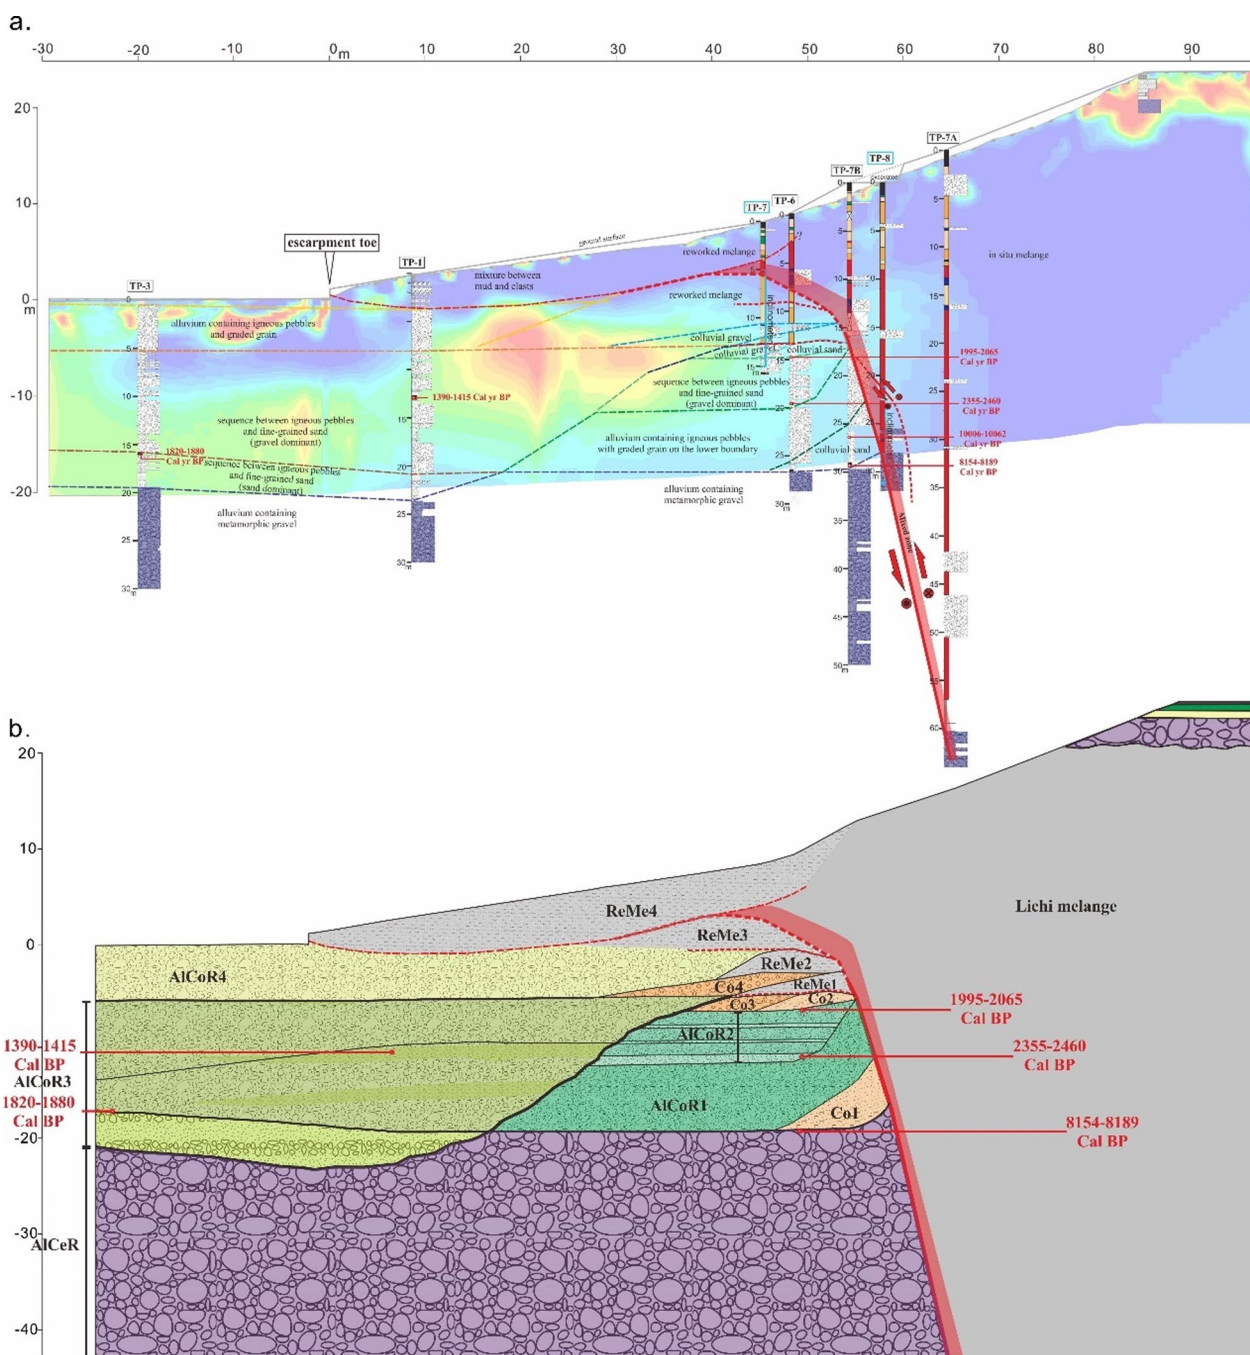 a.
-30 -20 -10 0 m 10 20 30 40 50 60 70 80 90
20
10
0
m
-10
-20
TP-7A
TP-7B
TP-8
TP-6
TP-7
escarpment toe
TP-1
TP-3
ground surface
reworked melange
in situ melange
mixture between
mud and clasts
reworked melange
alluvium containing igneous pebbles
and graded grain
colluvial gravel
colluvial gravel
colluvial sand
1995-2065
Cal yr BP
sequence between igneous pebbles
and fine-grained sand
(gravel dominant)
1390-1415 Cal yr BP
2355-2460
Cal yr BP
sequence between igneous pebbles
and fine-grained sand
(gravel dominant)
alluvium containing igneous pebbles
with graded grain on the lower boundary
10006-10062
Cal yr BP
colluvial sand
1820-1880
Cal yr BP
sequence between igneous pebbles
and fine-grained sand
(sand dominant)
8154-8189
Cal yr BP
alluvium containing
metamorphic gravel
alluvium containing
metamorphic gravel
inclinometer
inclinometer
Mixed zone
b.
20
10
0
-20
-30
-40
ReMe4
Lichi melange
ReMe3
ReMe2
AlCoR4
Co4
ReMe1
Co3
Co2
1995-2065
Cal BP
AlCoR2
1390-1415
Cal BP
2355-2460
Cal BP
AlCoR3
1820-1880
Cal BP
AlCoR1
Co1
8154-8189
Cal BP
AlCeR